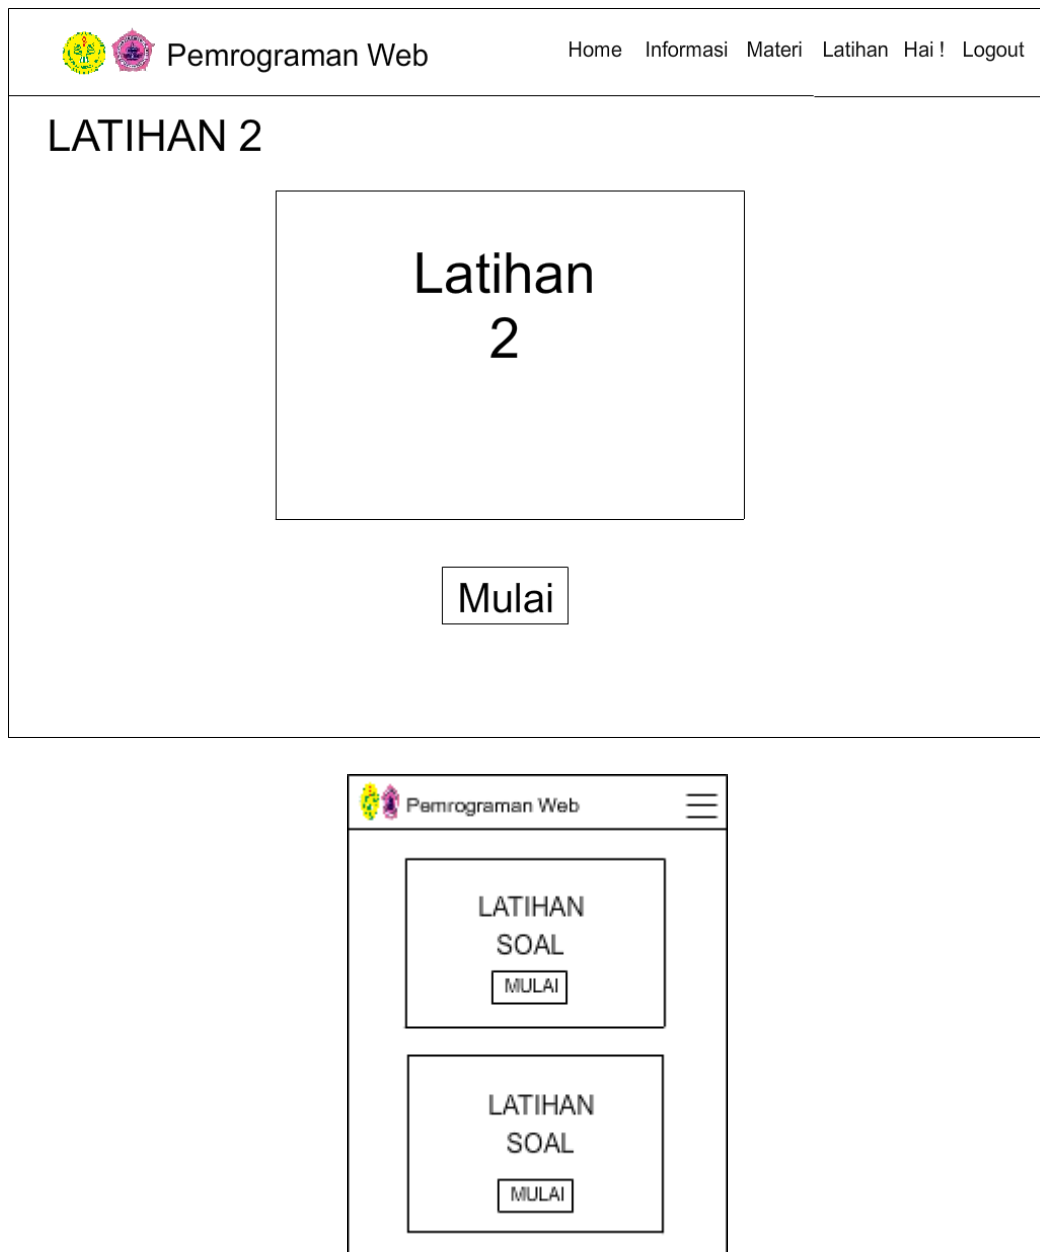 Pemrograman Web Home Informasi Materi Latihan Hai ! Logout
LATIHAN 2
Latihan
2
Mulai
Pemrograman Web
LATIHAN
SOAL
MULAI
LATIHAN
SOAL
MULAI